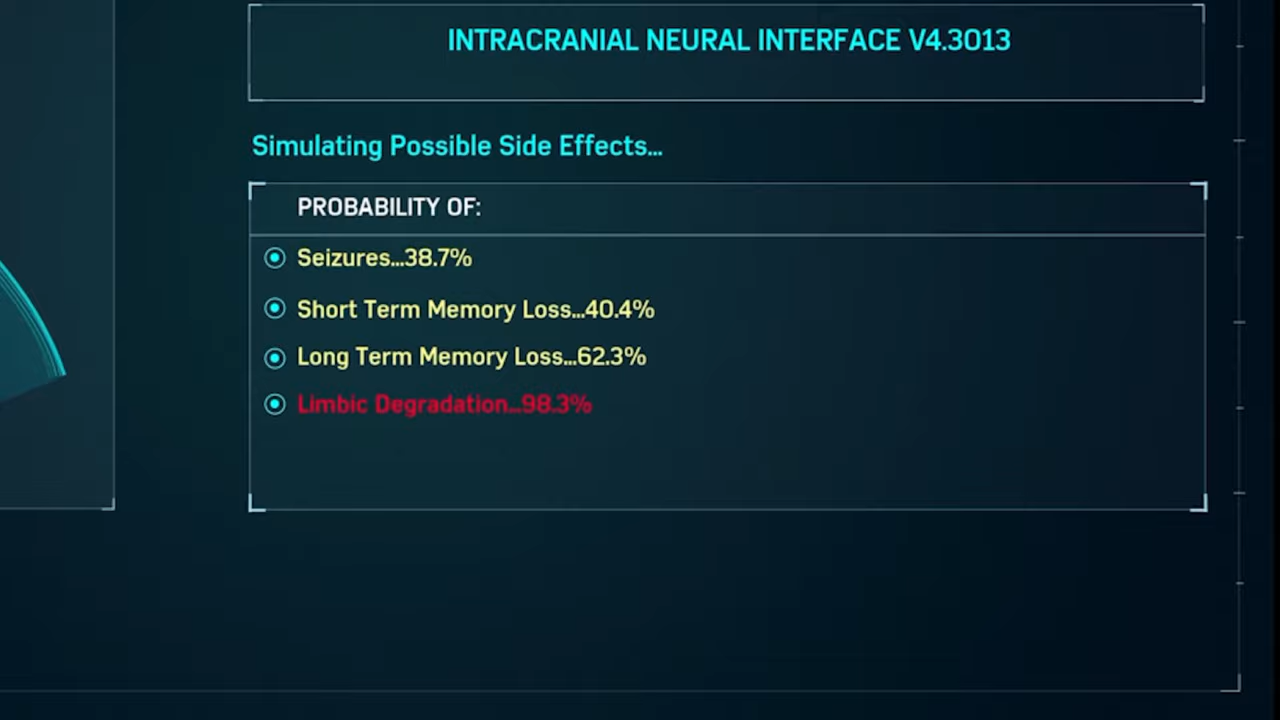 INTRACRANIAL NEURAL INTERFACE V4.3013
Simulating Possible Side Effects...
PROBABILITY OF:
Seizures...38.7%
Short Term Memory Loss...40.4%
Long Term Memory Loss...62.3%
Limbic Degradation...98.3%